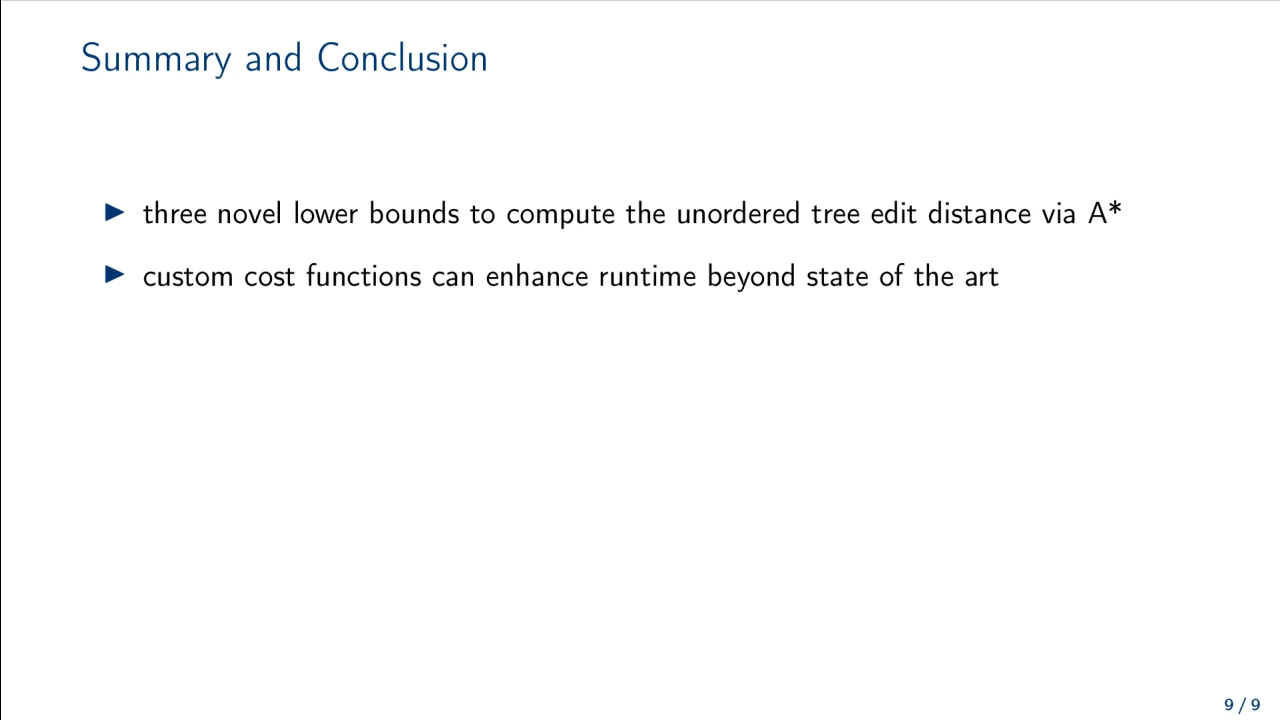 Summary and Conclusion
three novel lower bounds to compute the unordered tree edit distance via A*
custom cost functions can enhance runtime beyond state of the art
9 / 9